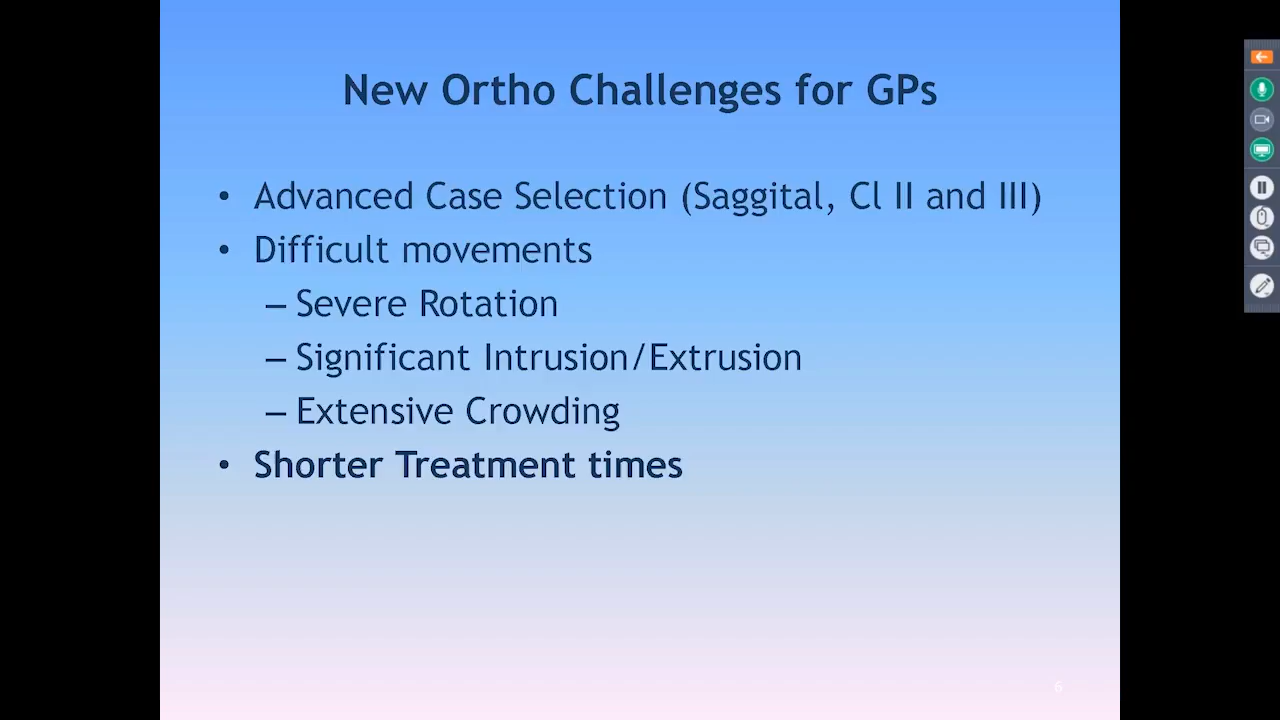 New Ortho Challenges for GPs
• Advanced Case Selection (Saggital, Cl II and III)
• Difficult movements
– Severe Rotation
– Significant Intrusion/Extrusion
– Extensive Crowding
• Shorter Treatment times
6